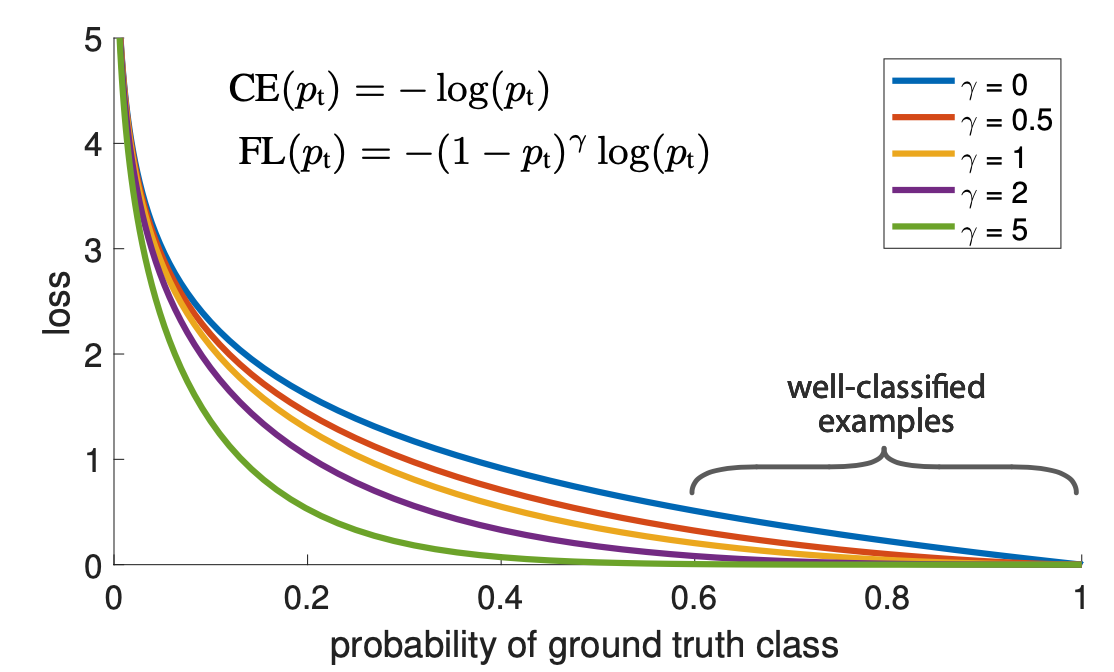 CE(pₜ) = − log(pₜ)
FL(pₜ) = −(1 − pₜ)^γ log(pₜ)
γ = 0
γ = 0.5
γ = 1
γ = 2
γ = 5
well-classified
examples
5
4
3
2
1
0
loss
0 0.2 0.4 0.6 0.8 1
probability of ground truth class